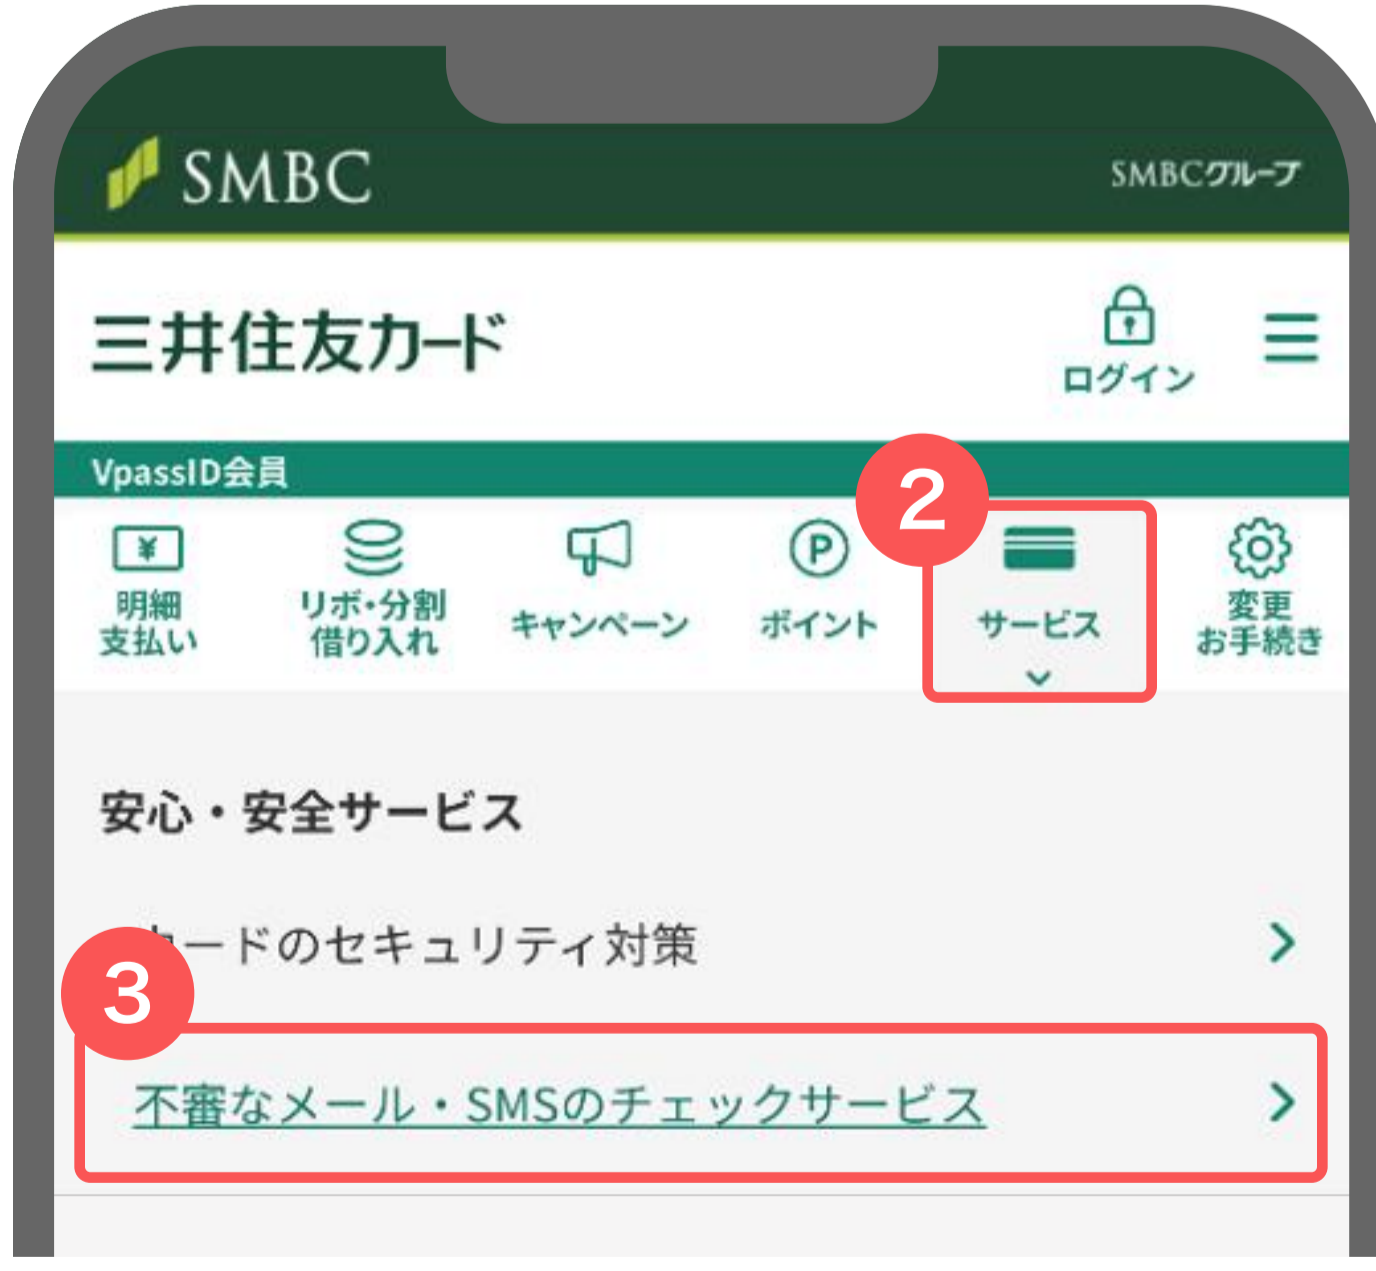 SMBC
SMBCグループ
三井住友カード
ログイン
VpassID会員
2
¥
明細
支払い
リボ・分割
借り入れ
キャンペーン
P
ポイント
サービス
変更
お手続き
安心・安全サービス
カードのセキュリティ対策
3
不審なメール・SMSのチェックサービス